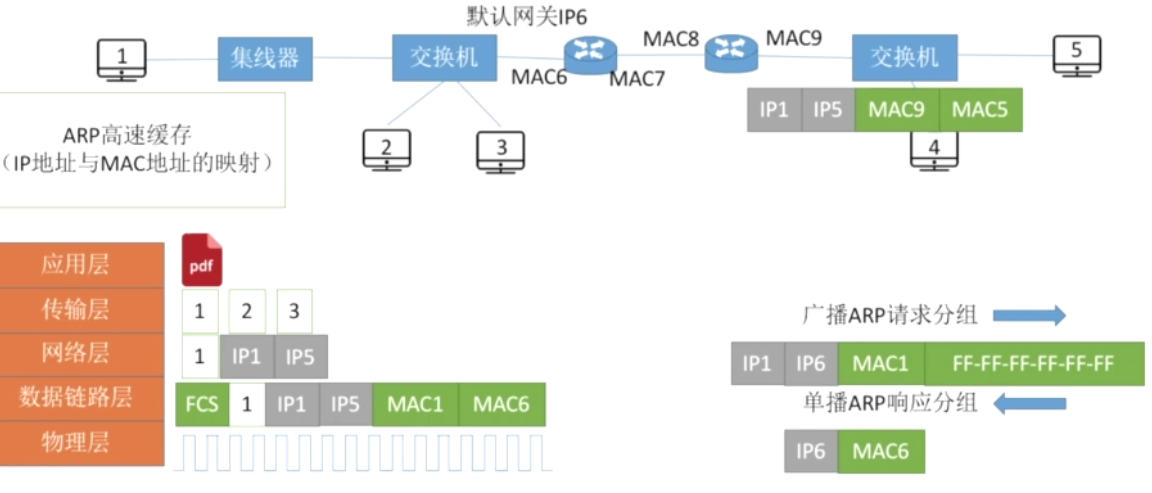 默认网关IP6
1
集线器
交换机
MAC6
MAC7
MAC8
MAC9
交换机
5
IP1 IP5 MAC9 MAC5
2
3
4
ARP高速缓存
（IP地址与MAC地址的映射）
应用层
pdf
传输层
1 2 3
网络层
1 IP1 IP5
数据链路层
FCS 1 IP1 IP5 MAC1 MAC6
物理层
广播ARP请求分组
IP1 IP6 MAC1 FF-FF-FF-FF-FF-FF
单播ARP响应分组
IP6 MAC6